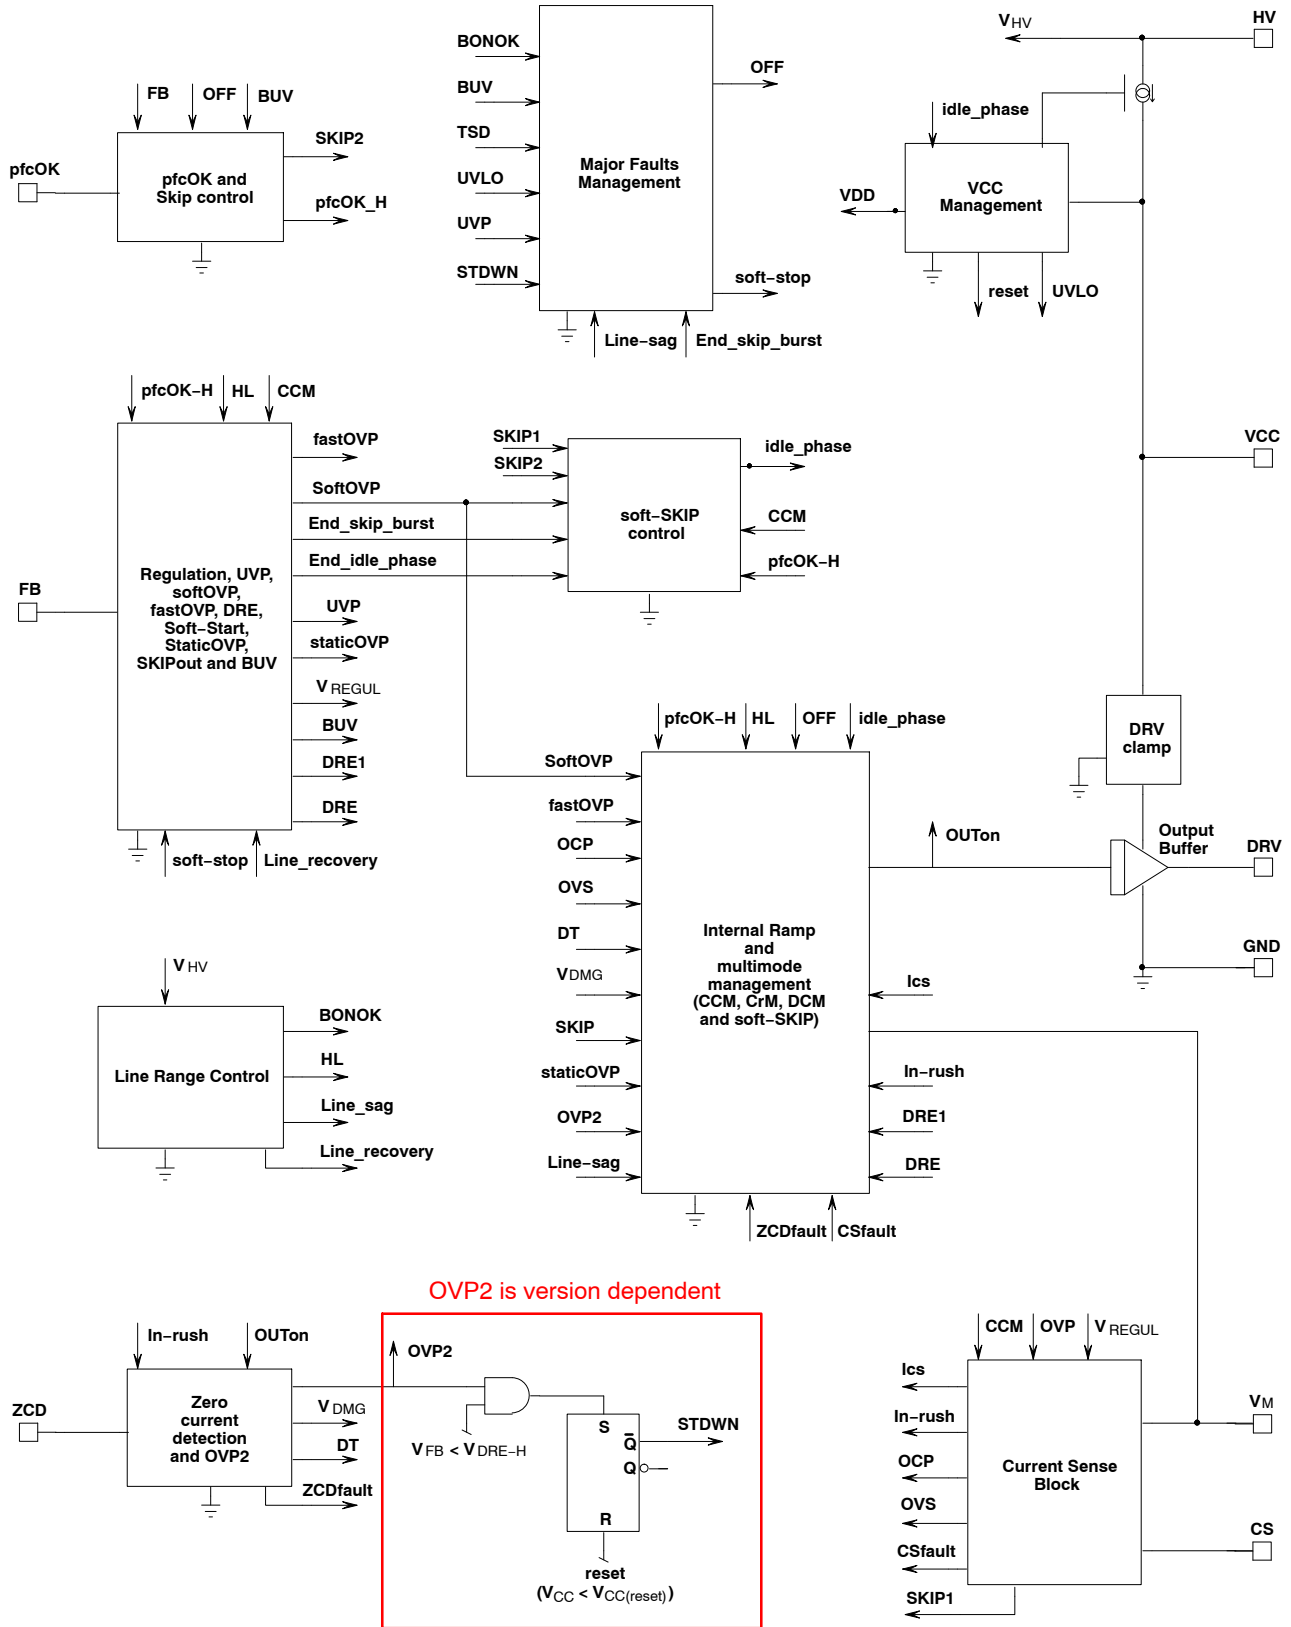 HV
VHV
BONOK
OFF
BUV
TSD
UVLO
UVP
STDWN
Major Faults
Management
soft-stop
Line-sag
End_skip_burst
FB
OFF
BUV
pfcOK
pfcOK and
Skip control
SKIP2
pfcOK_H
idle_phase
VCC
Management
VDD
reset
UVLO
pfcOK-H
HL
CCM
FB
Regulation, UVP,
softOVP,
fastOVP, DRE,
Soft-Start,
StaticOVP,
SKIPout and BUV
fastOVP
SoftOVP
End_skip_burst
End_idle_phase
UVP
staticOVP
VREGUL
BUV
DRE1
DRE
soft-stop
Line_recovery
SKIP1
SKIP2
soft-SKIP
control
idle_phase
CCM
pfcOK-H
VCC
DRV
clamp
Output
Buffer
DRV
GND
pfcOK-H
HL
OFF
idle_phase
SoftOVP
fastOVP
OCP
OVS
DT
VDMG
SKIP
staticOVP
OVP2
Line-sag
Internal Ramp
and
multimode
management
(CCM, CrM, DCM
and soft-SKIP)
OUTon
Ics
In-rush
DRE1
DRE
ZCDfault
CSfault
VHV
Line Range Control
BONOK
HL
Line_sag
Line_recovery
OVP2 is version dependent
In-rush
OUTon
ZCD
Zero
current
detection
and OVP2
OVP2
VDMG
DT
ZCDfault
VFB < VDRE-H
S
Q̅
Q
R
STDWN
reset
(VCC < VCC(reset))
CCM
OVP
VREGUL
Ics
In-rush
OCP
OVS
CSfault
SKIP1
Current Sense
Block
VM
CS